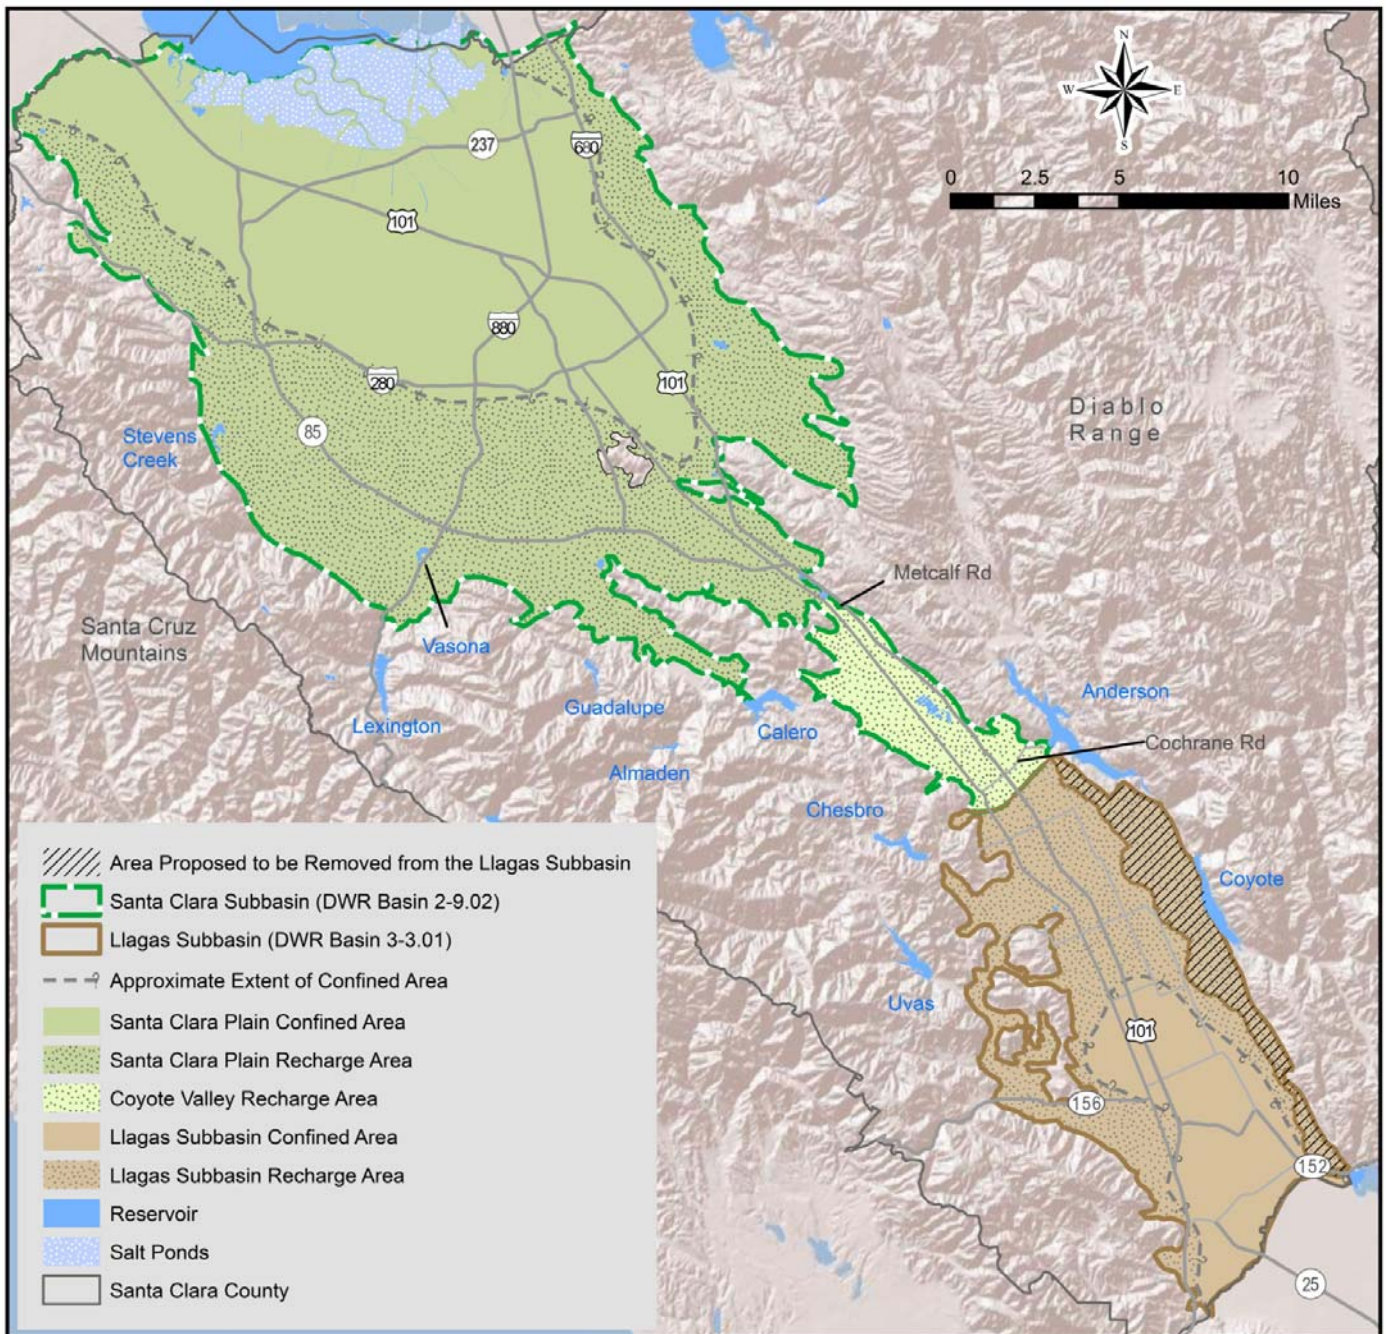 N
W
E
S
0
2.5
5
10
Miles
237
680
101
880
280
101
85
Diablo
Range
Stevens
Creek
Metcalf Rd
Santa Cruz
Mountains
Vasona
Lexington
Guadalupe
Calero
Almaden
Anderson
Cochrane Rd
Chesbro
Coyote
Uvas
101
156
152
25
Area Proposed to be Removed from the Llagas Subbasin
Santa Clara Subbasin (DWR Basin 2-9.02)
Llagas Subbasin (DWR Basin 3-3.01)
Approximate Extent of Confined Area
Santa Clara Plain Confined Area
Santa Clara Plain Recharge Area
Coyote Valley Recharge Area
Llagas Subbasin Confined Area
Llagas Subbasin Recharge Area
Reservoir
Salt Ponds
Santa Clara County